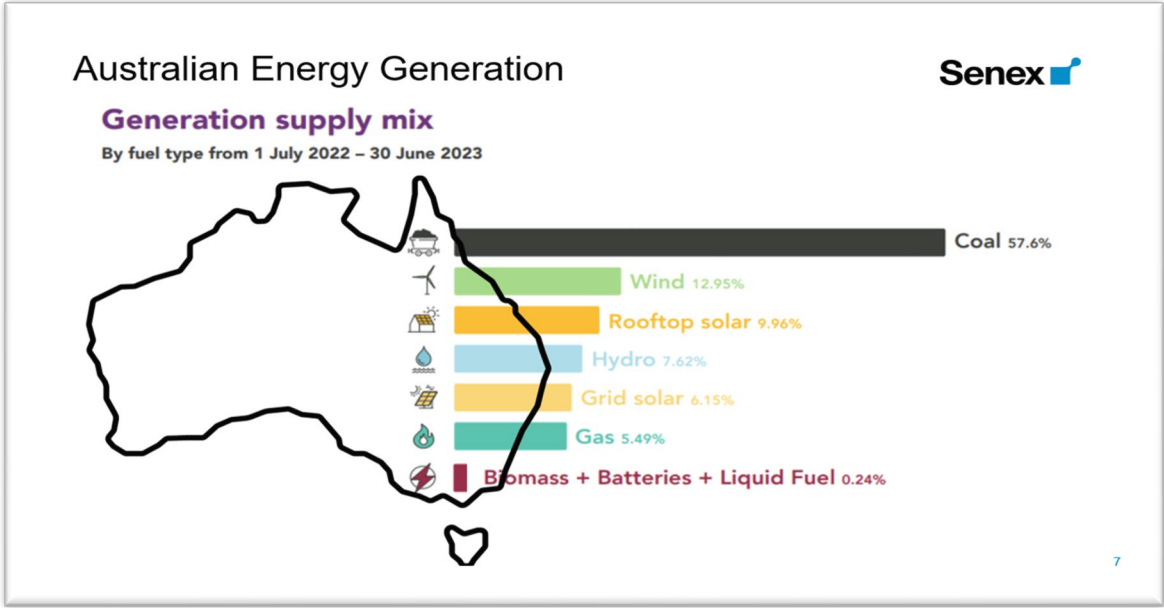 Australian Energy Generation
Senex
Generation supply mix
By fuel type from 1 July 2022 – 30 June 2023
Coal 57.6%
Wind 12.95%
Rooftop solar 9.96%
Hydro 7.62%
Grid solar 6.15%
Gas 5.49%
Biomass + Batteries + Liquid Fuel 0.24%
7